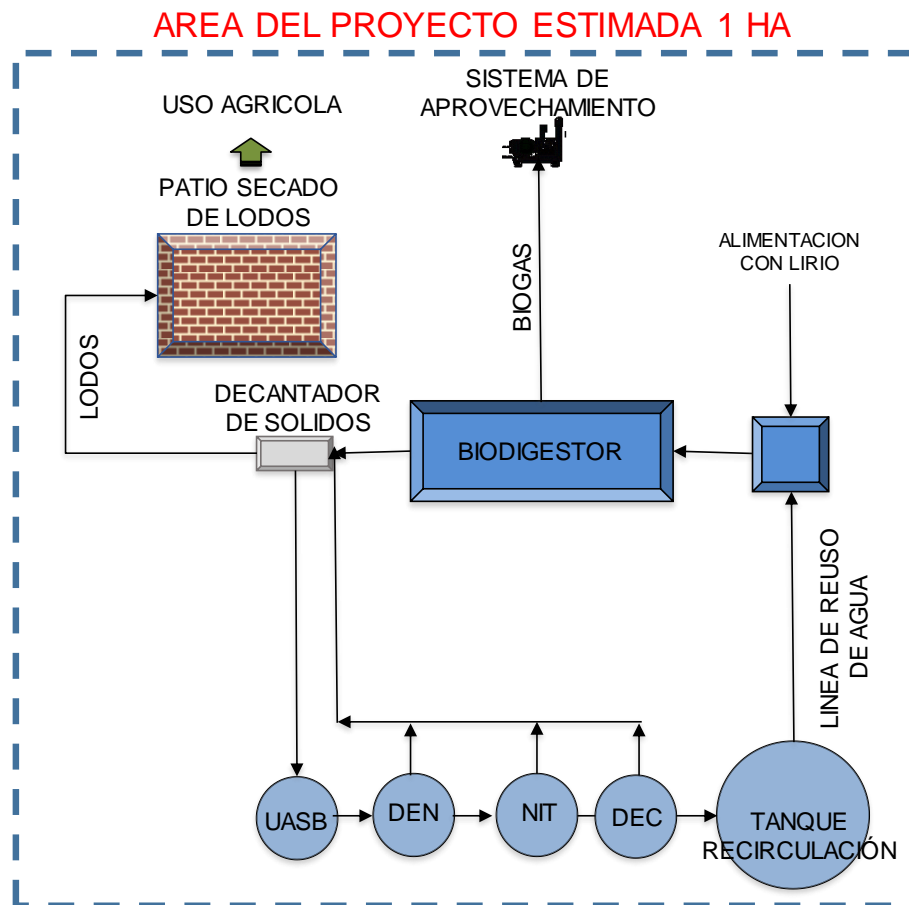 AREA DEL PROYECTO ESTIMADA 1 HA
SISTEMA DE
APROVECHAMIENTO
USO AGRICOLA
PATIO SECADO
DE LODOS
ALIMENTACION
CON LIRIO
BIOGAS
LODOS
DECANTADOR
DE SOLIDOS
BIODIGESTOR
LINEA DE REUSO
DE AGUA
UASB
DEN
NIT
DEC
TANQUE
RECIRCULACIÓN